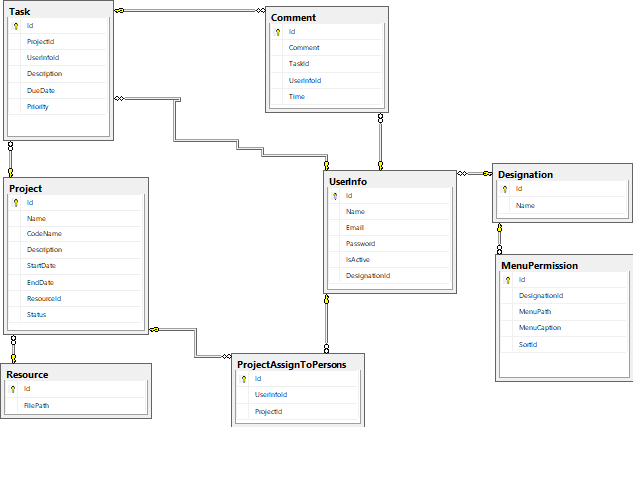 Task
Id
ProjectId
UserInfoId
Description
DueDate
Priority
Comment
Id
Comment
TaskId
UserInfoId
Time
Project
Id
Name
CodeName
Description
StartDate
EndDate
ResourceId
Status
UserInfo
Id
Name
Email
Password
IsActive
DesignationId
Designation
Id
Name
MenuPermission
Id
DesignationId
MenuPath
MenuCaption
SortId
Resource
Id
FilePath
ProjectAssignToPersons
Id
UserInfoId
ProjectId